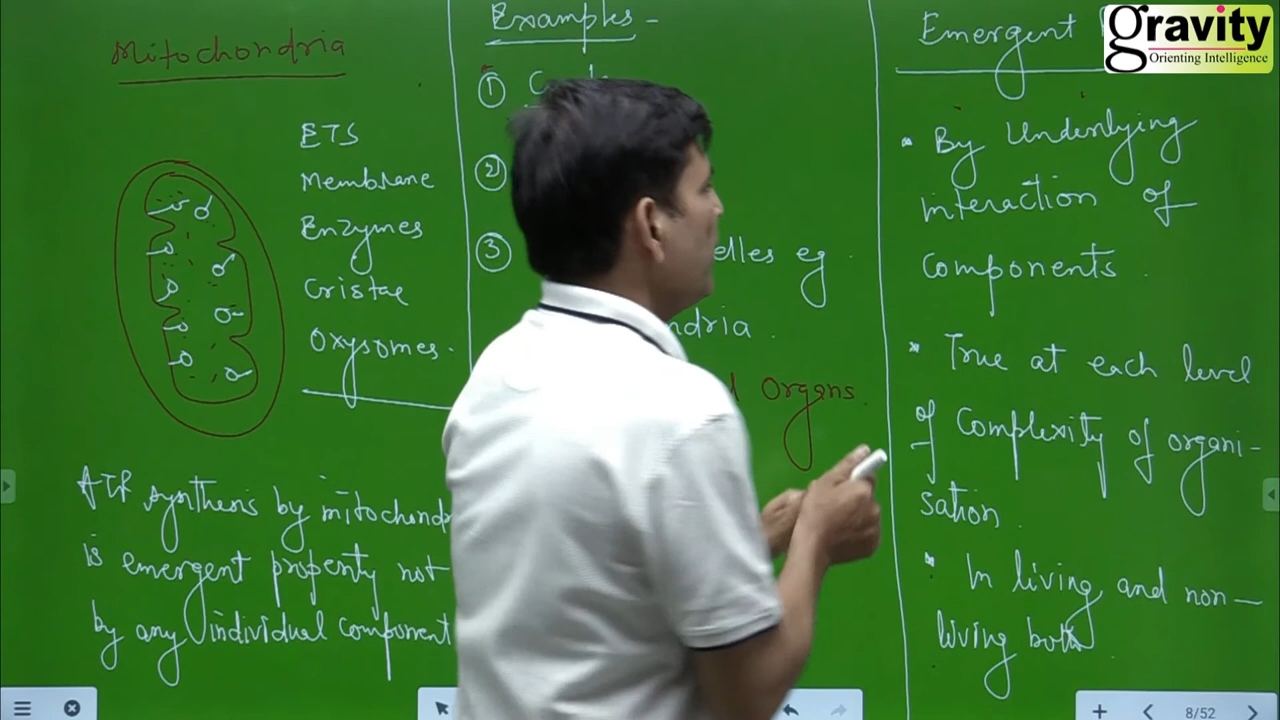 Mitochondria
ETS
Membrane
Enzymes
Cristae
Oxysomes.
ATP synthesis by mitochondr
is emergent property not
by any individual component
Examples -
①
②
③ elles eg.
ndria.
Organs.
Emergent
• By Underlying
interaction of
components.
• True at each level
of Complexity of organi-
sation.
• In living and non-
living both
gravity
Orienting Intelligence
8/52